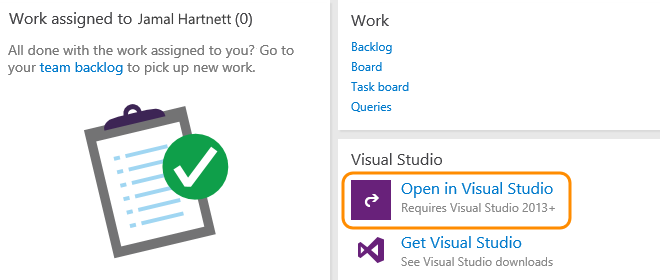 Work assigned to Jamal Hartnett (0)
All done with the work assigned to you? Go to
your team backlog to pick up new work.
Work
Backlog
Board
Task board
Queries
Visual Studio
Open in Visual Studio
Requires Visual Studio 2013+
Get Visual Studio
See Visual Studio downloads